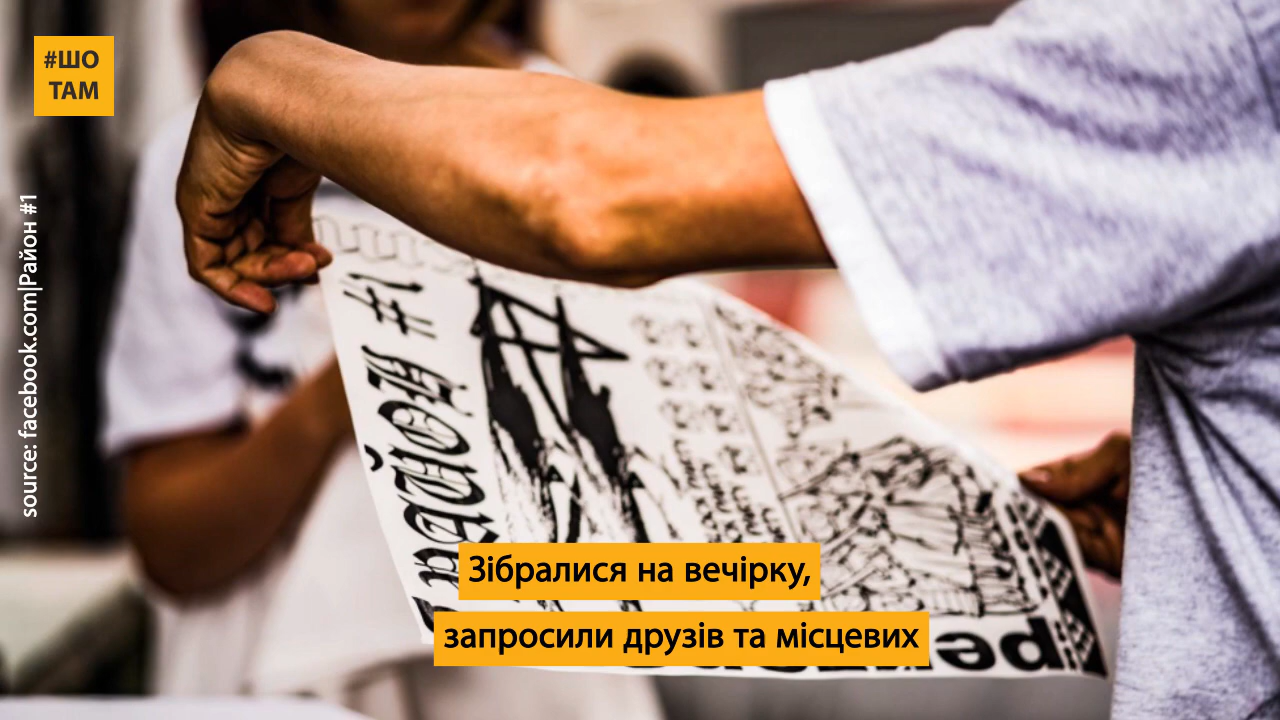 #ШО
ТАМ
source: facebook.com|Район #1
район #1
Зібралися на вечірку,
запросили друзів та місцевих